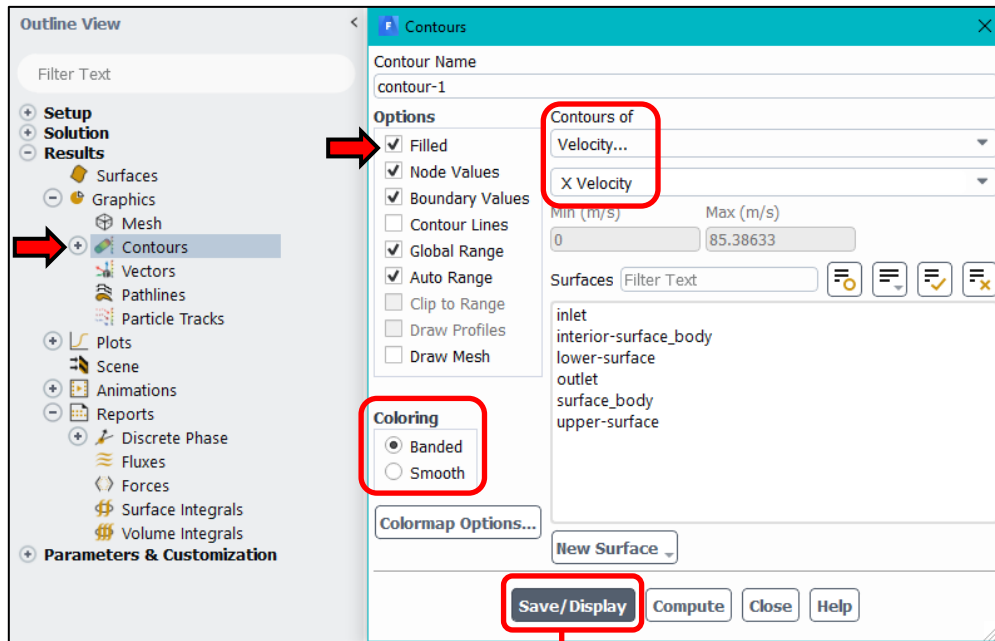 Outline View
<
Filter Text
Setup
Solution
Results
Surfaces
Graphics
Mesh
Contours
Vectors
Pathlines
Particle Tracks
Plots
Scene
Animations
Reports
Discrete Phase
Fluxes
Forces
Surface Integrals
Volume Integrals
Parameters & Customization
F Contours
Contour Name
contour-1
Options
Filled
Node Values
Boundary Values
Contour Lines
Global Range
Auto Range
Clip to Range
Draw Profiles
Draw Mesh
Coloring
Banded
Smooth
Colormap Options...
Contours of
Velocity...
X Velocity
Min (m/s) Max (m/s)
0 85.38633
Surfaces Filter Text
inlet
interior-surface_body
lower-surface
outlet
surface_body
upper-surface
New Surface
Save/Display Compute Close Help